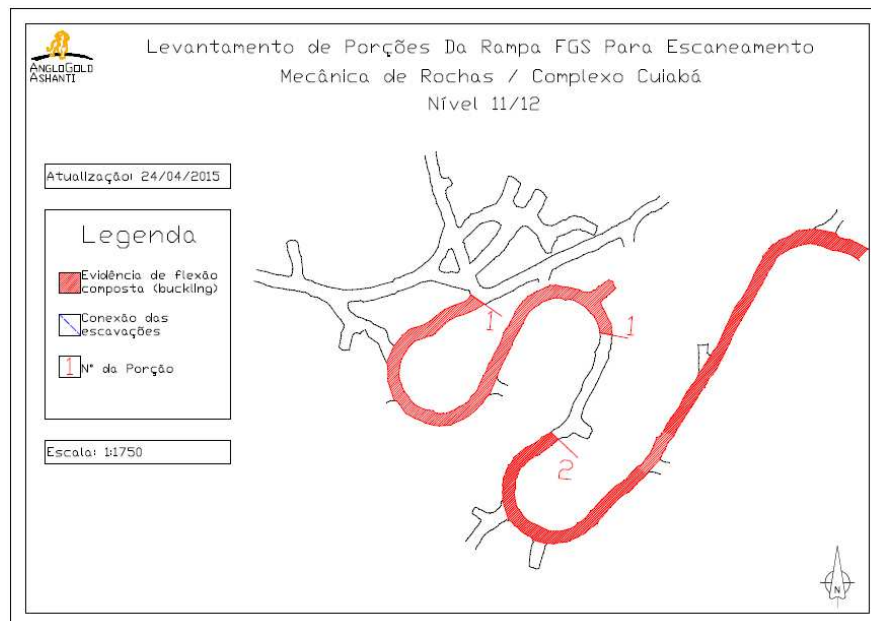 ANGLOGOLD
ASHANTI
Levantamento de Porções Da Rampa FGS Para Escaneamento
Mecânica de Rochas / Complexo Cuiabá
Nível 11/12
Atualização: 24/04/2015
Legenda
Evidência de flexão
composta (buckling)
Conexão das
escavações
1 N° da Porção
Escala: 1:1750
1
1
2
N